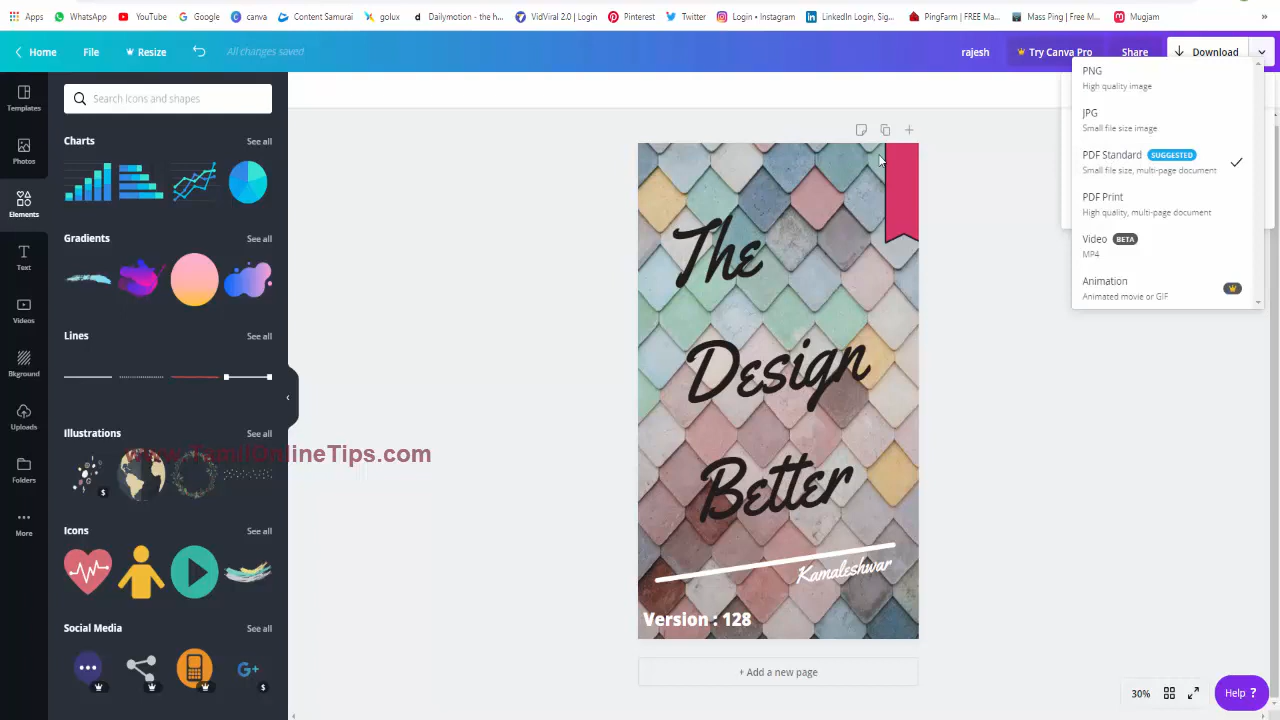 Apps WhatsApp YouTube Google canva Content Samurai golux Dailymotion - the h... VidViral 2.0 | Login Pinterest Twitter Login • Instagram LinkedIn Login, Sig... PingFarm | FREE Ma... Mass Ping | Free M... Mugjam »
Home File Resize All changes saved rajesh Try Canva Pro Share Download
Templates
Photos
Elements
Text
Videos
Bkground
Uploads
Folders
More
Search icons and shapes
Charts See all
Gradients See all
Lines See all
Illustrations See all
$
Icons See all
Social Media See all
G+
$
www.TamilOnlineTips.com
The
Design
Better
Kamaleshwar
Version : 128
+ Add a new page
PNG
High quality image
JPG
Small file size image
PDF Standard SUGGESTED
Small file size, multi-page document
PDF Print
High quality, multi-page document
Video BETA
MP4
Animation
Animated movie or GIF
30%
Help ?